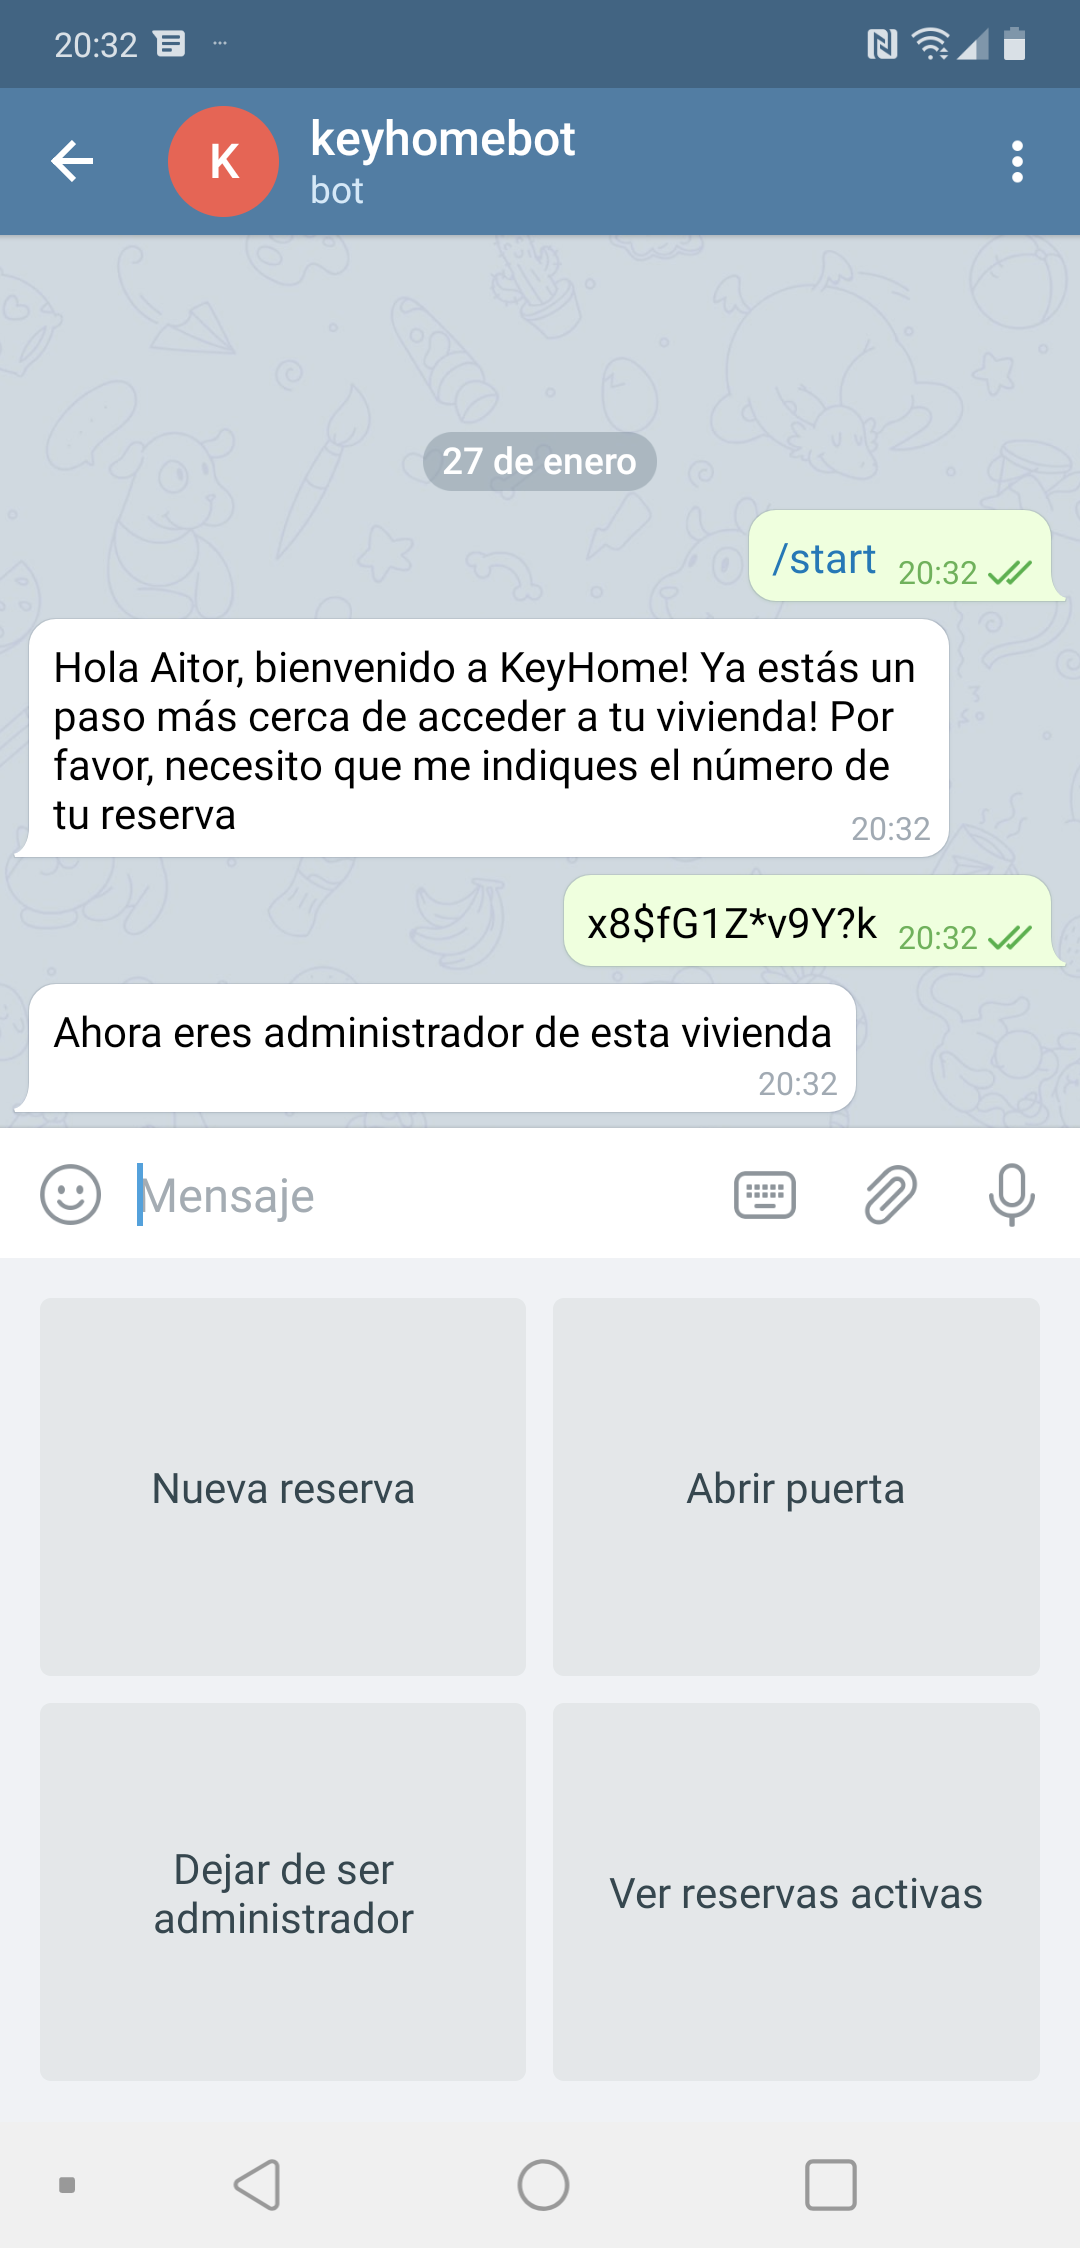 20:32
K
keyhomebot
bot
27 de enero
/start 20:32
Hola Aitor, bienvenido a KeyHome! Ya estás un
paso más cerca de acceder a tu vivienda! Por
favor, necesito que me indiques el número de
tu reserva
20:32
x8$fG1Z*v9Y?k 20:32
Ahora eres administrador de esta vivienda
20:32
Mensaje
Nueva reserva
Abrir puerta
Dejar de ser
administrador
Ver reservas activas